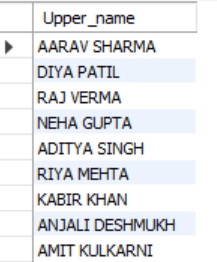 Upper_name
AARAV SHARMA
DIYA PATIL
RAJ VERMA
NEHA GUPTA
ADITYA SINGH
RIYA MEHTA
KABIR KHAN
ANJALI DESHMUKH
AMIT KULKARNI